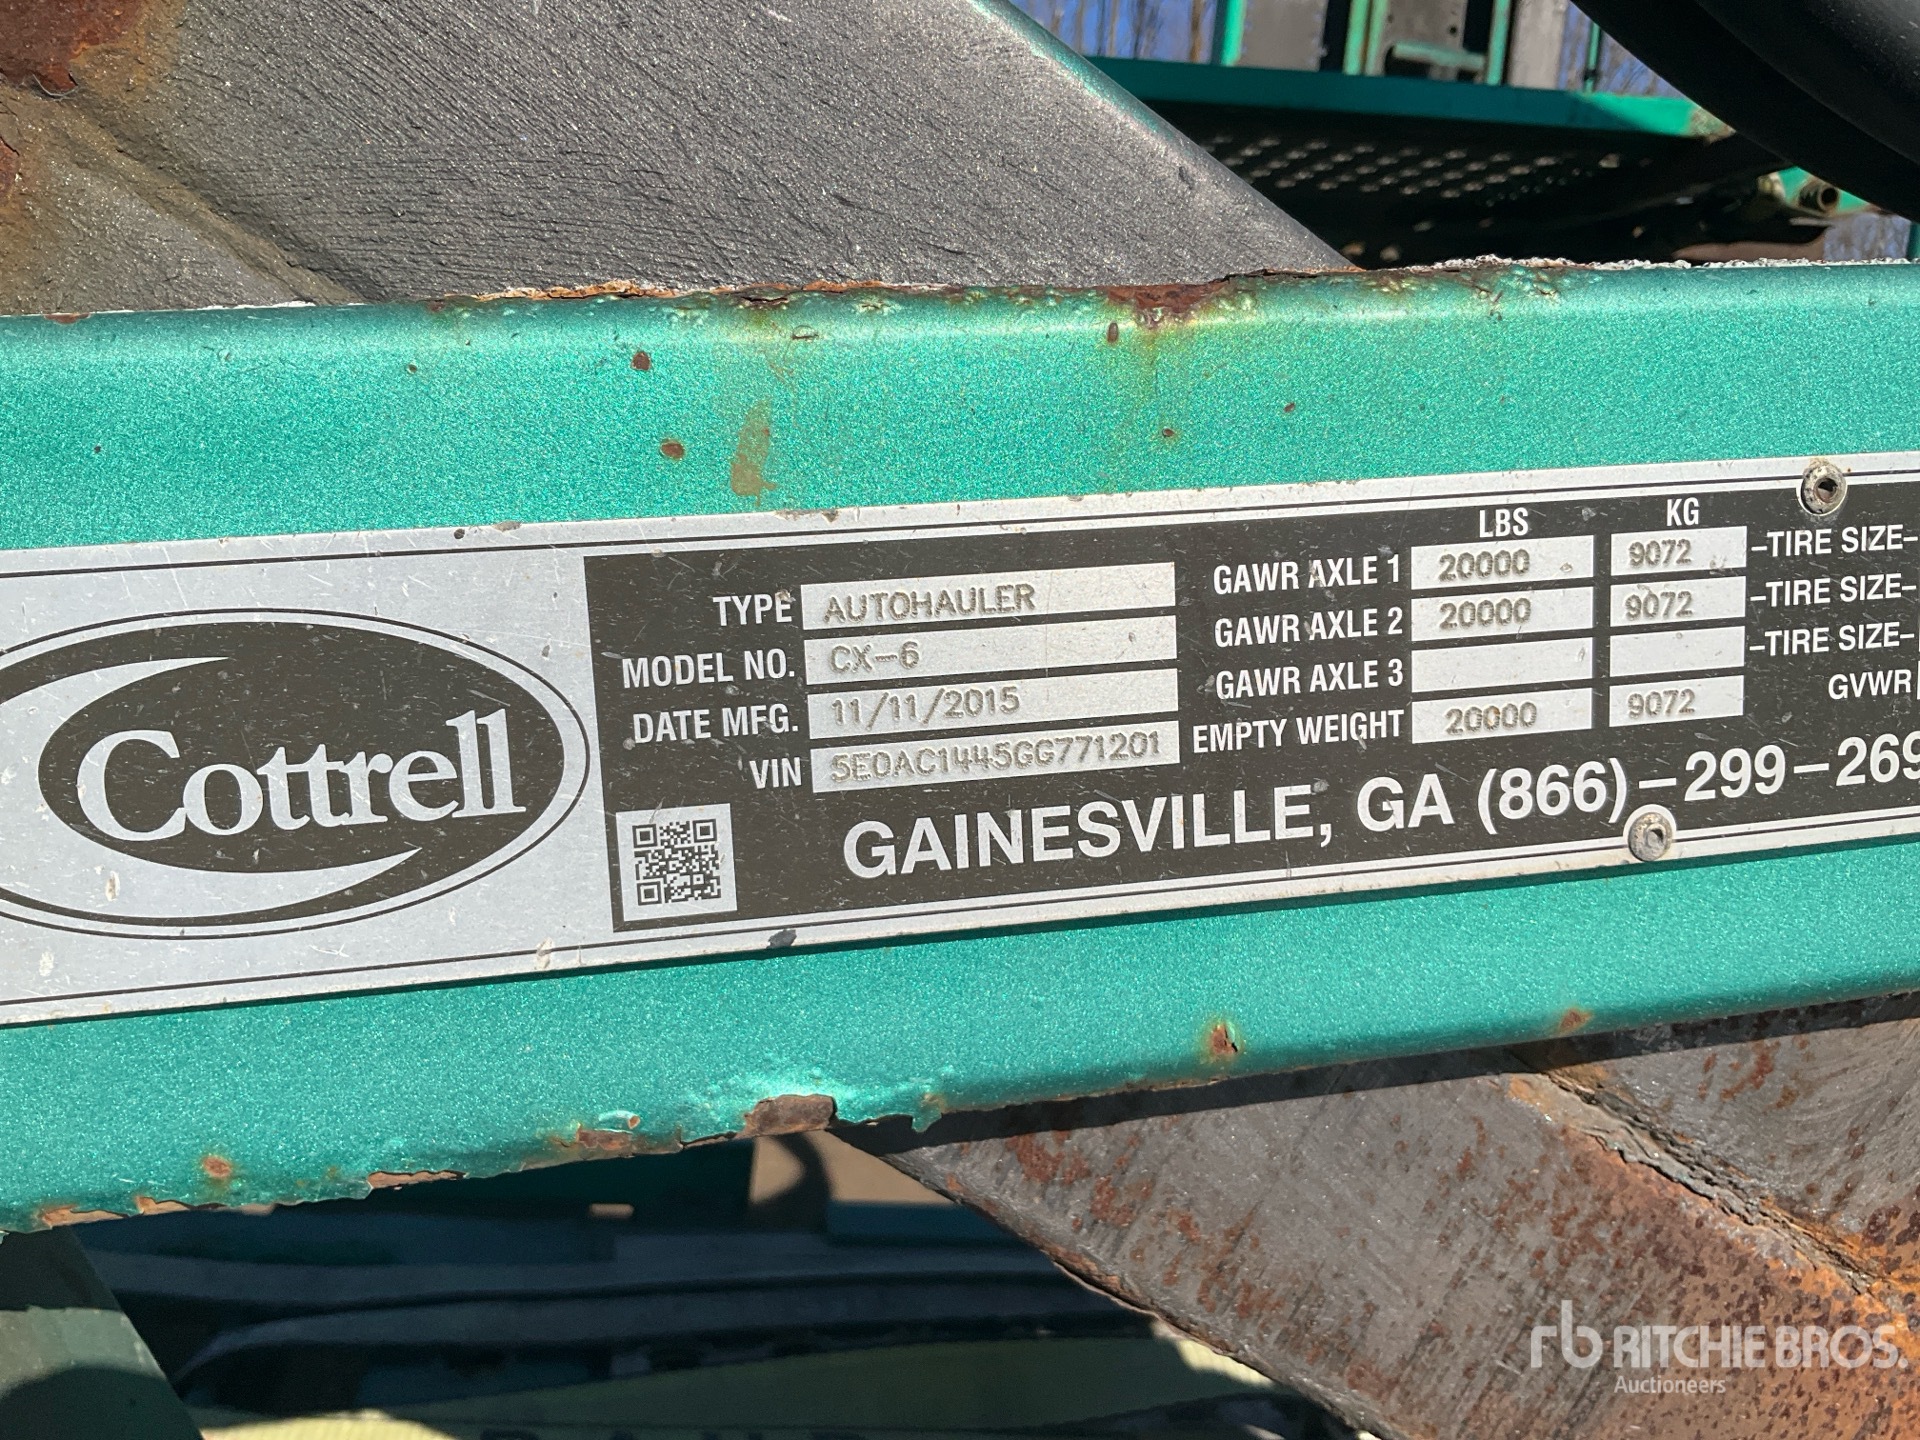 Cottrell
TYPE AUTOHAULER
MODEL NO. CX-6
DATE MFG. 11/11/2015
VIN 5E0AC1445GG771201
LBS KG
GAWR AXLE 1 20000 9072 -TIRE SIZE-
GAWR AXLE 2 20000 9072 -TIRE SIZE-
GAWR AXLE 3 -TIRE SIZE-
EMPTY WEIGHT 20000 9072 GVWR
GAINESVILLE, GA (866)-299-269
rb RITCHIE BROS.
Auctioneers